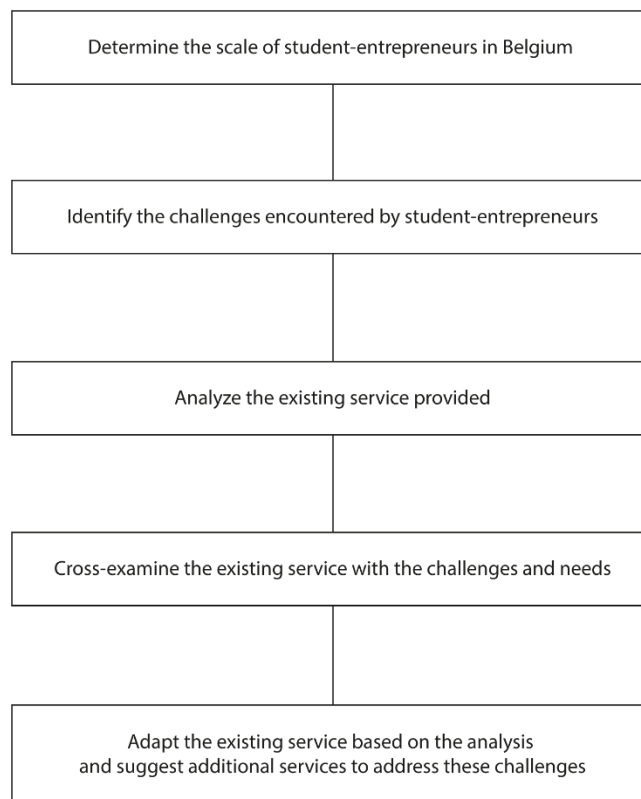 Determine the scale of student-entrepreneurs in Belgium
Identify the challenges encountered by student-entrepreneurs
Analyze the existing service provided
Cross-examine the existing service with the challenges and needs
Adapt the existing service based on the analysis
and suggest additional services to address these challenges